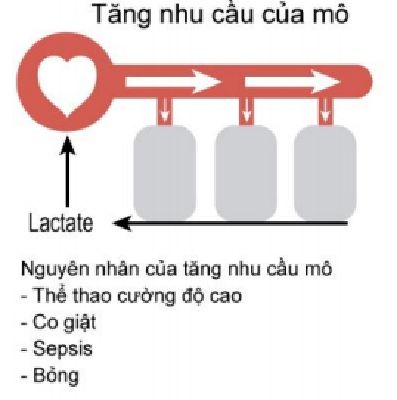 Tăng nhu cầu của mô
Lactate
Nguyên nhân của tăng nhu cầu mô
- Thể thao cường độ cao
- Co giật
- Sepsis
- Bỏng